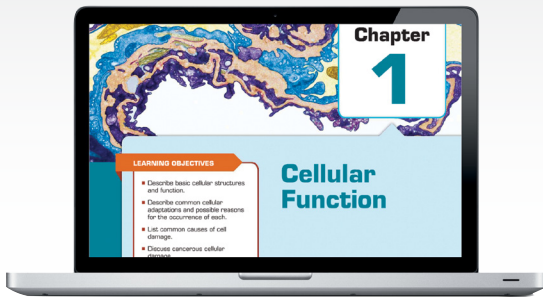 Chapter
1
LEARNING OBJECTIVES
■ Describe basic cellular structures
and function.
■ Describe common cellular
adaptations and possible reasons
for the occurrence of each.
■ List common causes of cell
damage.
■ Discuss cancerous cellular
damage.
Cellular
Function